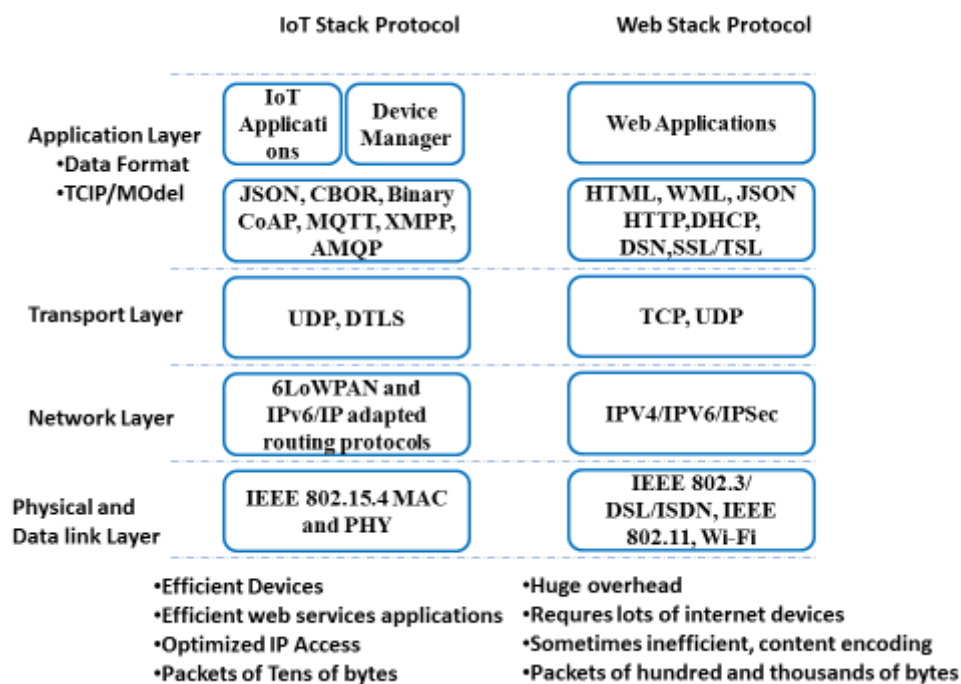 IoT Stack Protocol
Web Stack Protocol
Application Layer
•Data Format
•TCIP/MOdel
IoT
Applicati
ons
Device
Manager
Web Applications
JSON, CBOR, Binary
CoAP, MQTT, XMPP,
AMQP
HTML, WML, JSON
HTTP,DHCP,
DSN,SSL/TSL
Transport Layer
UDP, DTLS
TCP, UDP
Network Layer
6LoWPAN and
IPv6/IP adapted
routing protocols
IPV4/IPV6/IPSec
Physical and
Data link Layer
IEEE 802.15.4 MAC
and PHY
IEEE 802.3/
DSL/ISDN, IEEE
802.11, Wi-Fi
•Efficient Devices
•Efficient web services applications
•Optimized IP Access
•Packets of Tens of bytes
•Huge overhead
•Requres lots of internet devices
•Sometimes inefficient, content encoding
•Packets of hundred and thousands of bytes